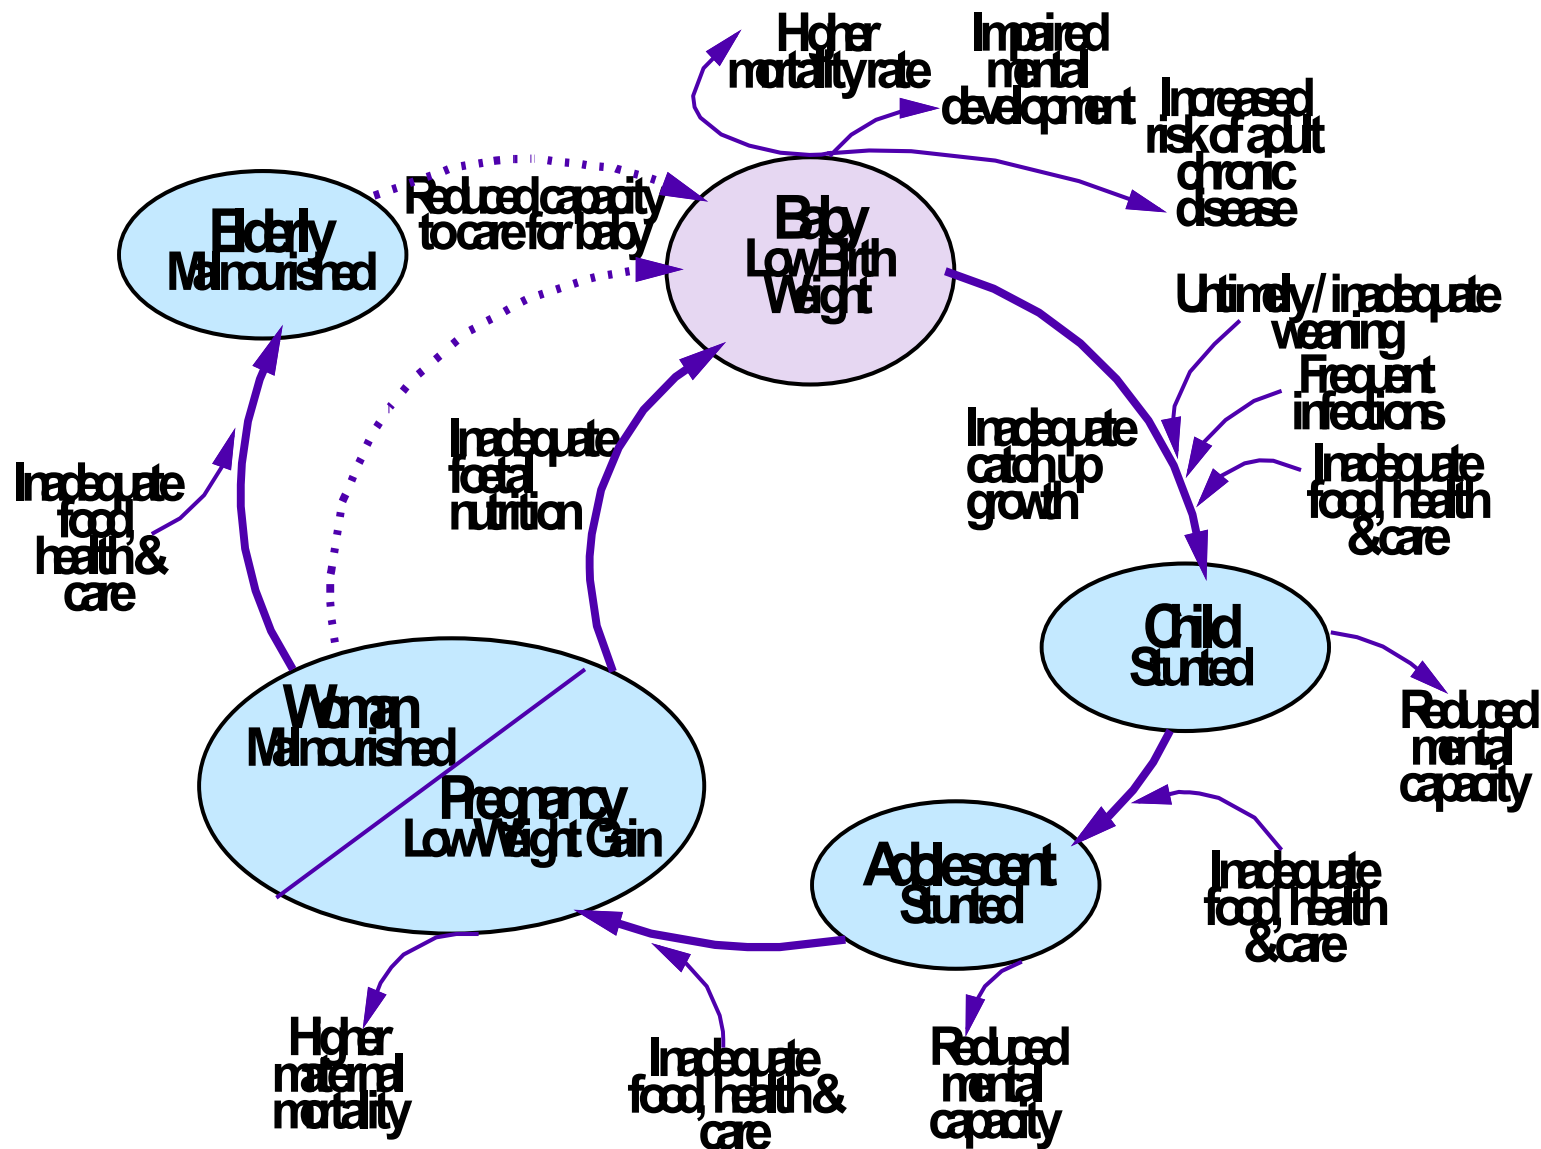 Higher
mortality rate
Impaired
mental
development
Increased
risk of adult
chronic
disease
Elderly
Malnourished
Reduced capacity
to care for baby
Baby
Low Birth
Weight
Untimely / inadequate
weaning
Frequent
infections
Inadequate
food, health
& care
Inadequate
catch up
growth
Inadequate
foetal
nutrition
Inadequate
food,
health &
care
Child
Stunted
Reduced
mental
capacity
Woman
Malnourished
Pregnancy
Low Weight Gain
Adolescent
Stunted
Inadequate
food, health
& care
Higher
maternal
mortality
Inadequate
food, health &
care
Reduced
mental
capacity